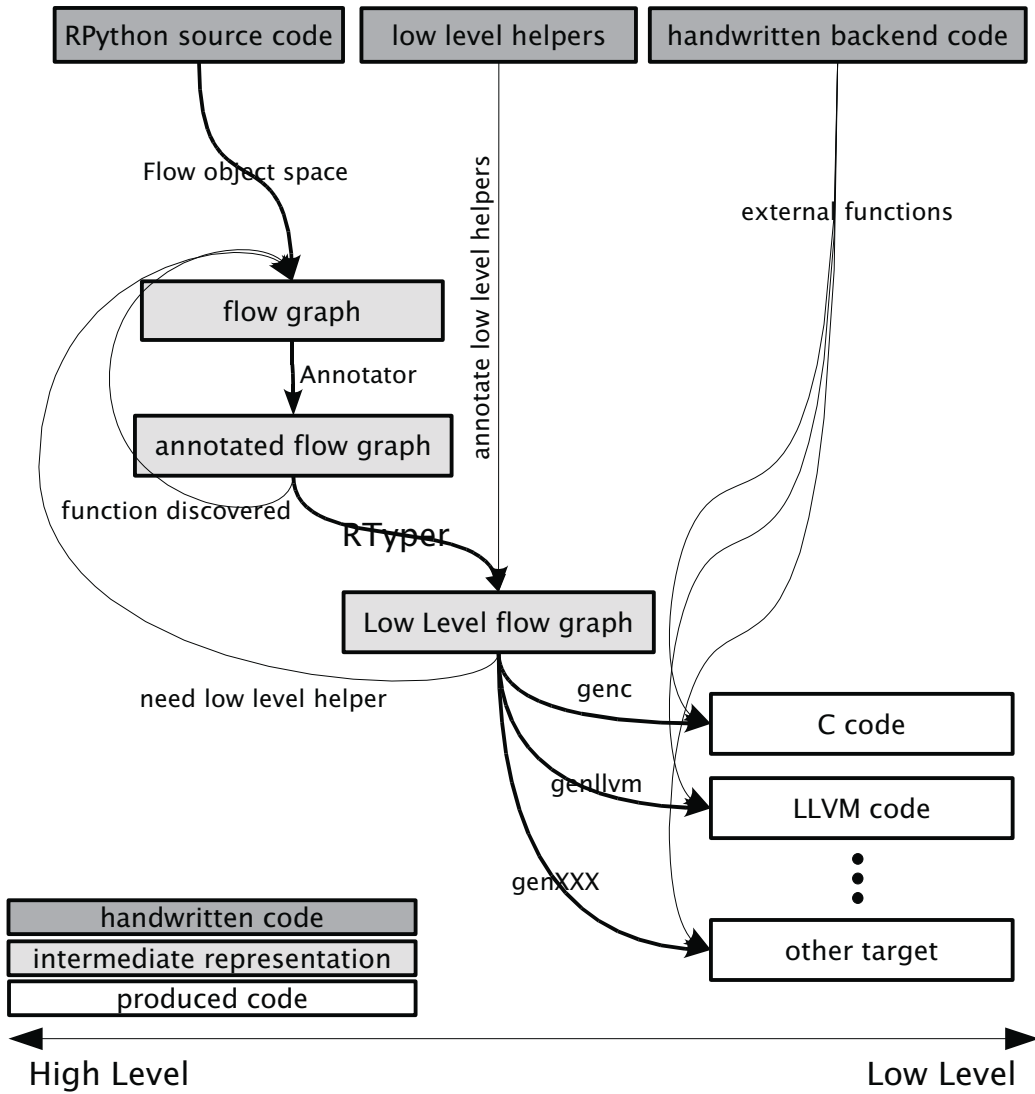 RPython source code
low level helpers
handwritten backend code
Flow object space
annotate low level helpers
external functions
flow graph
Annotator
annotated flow graph
function discovered
RTyper
Low Level flow graph
need low level helper
genc
C code
genllvm
LLVM code
genXXX
other target
handwritten code
intermediate representation
produced code
High Level
Low Level